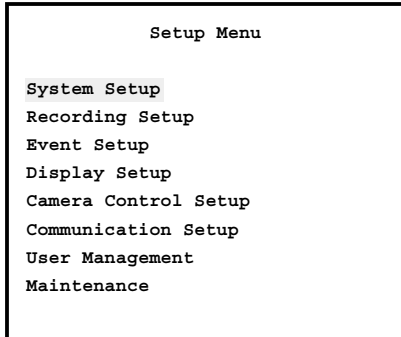 Setup Menu
System Setup
Recording Setup
Event Setup
Display Setup
Camera Control Setup
Communication Setup
User Management
Maintenance